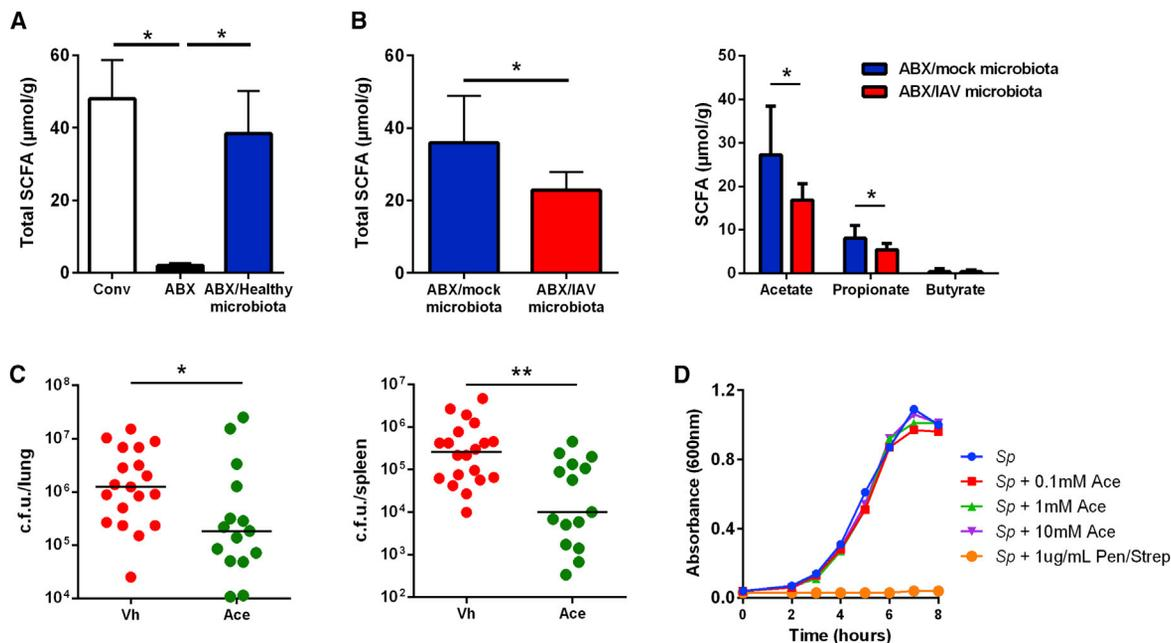 A
B
* *
60
40
20
0
Total SCFA (µmol/g)
Conv ABX ABX/Healthy
microbiota
*
60
40
20
0
Total SCFA (µmol/g)
ABX/mock
microbiota
ABX/IAV
microbiota
50
40
30
20
10
0
SCFA (µmol/g)
*
*
ABX/mock microbiota
ABX/IAV microbiota
Acetate Propionate Butyrate
C
*
10⁸
10⁷
10⁶
10⁵
10⁴
c.f.u./lung
Vh Ace
**
10⁷
10⁶
10⁵
10⁴
10³
10²
c.f.u./spleen
Vh Ace
D
1.2
0.8
0.4
0.0
Absorbance (600nm)
0 2 4 6 8
Time (hours)
Sp
Sp + 0.1mM Ace
Sp + 1mM Ace
Sp + 10mM Ace
Sp + 1ug/mL Pen/Strep